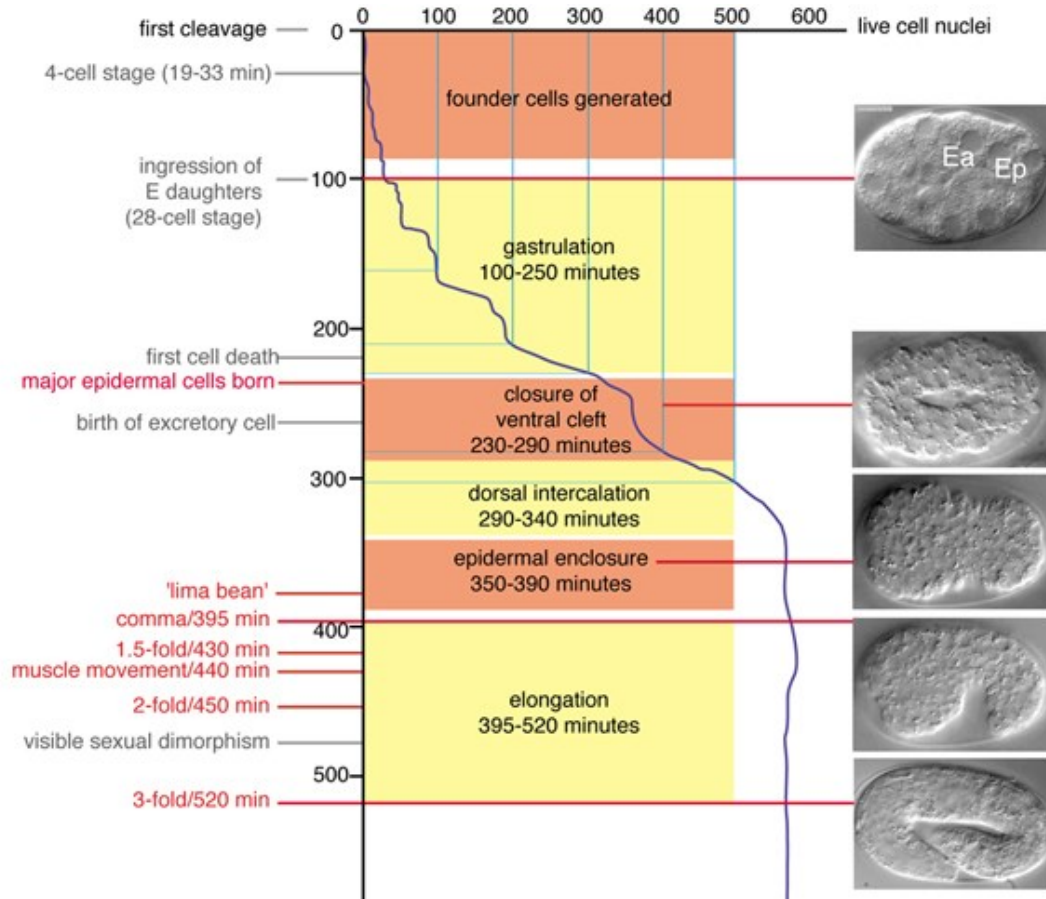 0 100 200 300 400 500 600
first cleavage
0
live cell nuclei
4-cell stage (19-33 min)
founder cells generated
ingression of
E daughters
(28-cell stage)
100
Ea
Ep
gastrulation
100-250 minutes
200
first cell death
major epidermal cells born
birth of excretory cell
closure of
ventral cleft
230-290 minutes
300
dorsal intercalation
290-340 minutes
epidermal enclosure
350-390 minutes
'lima bean'
comma/395 min
400
1.5-fold/430 min
muscle movement/440 min
2-fold/450 min
elongation
395-520 minutes
visible sexual dimorphism
500
3-fold/520 min